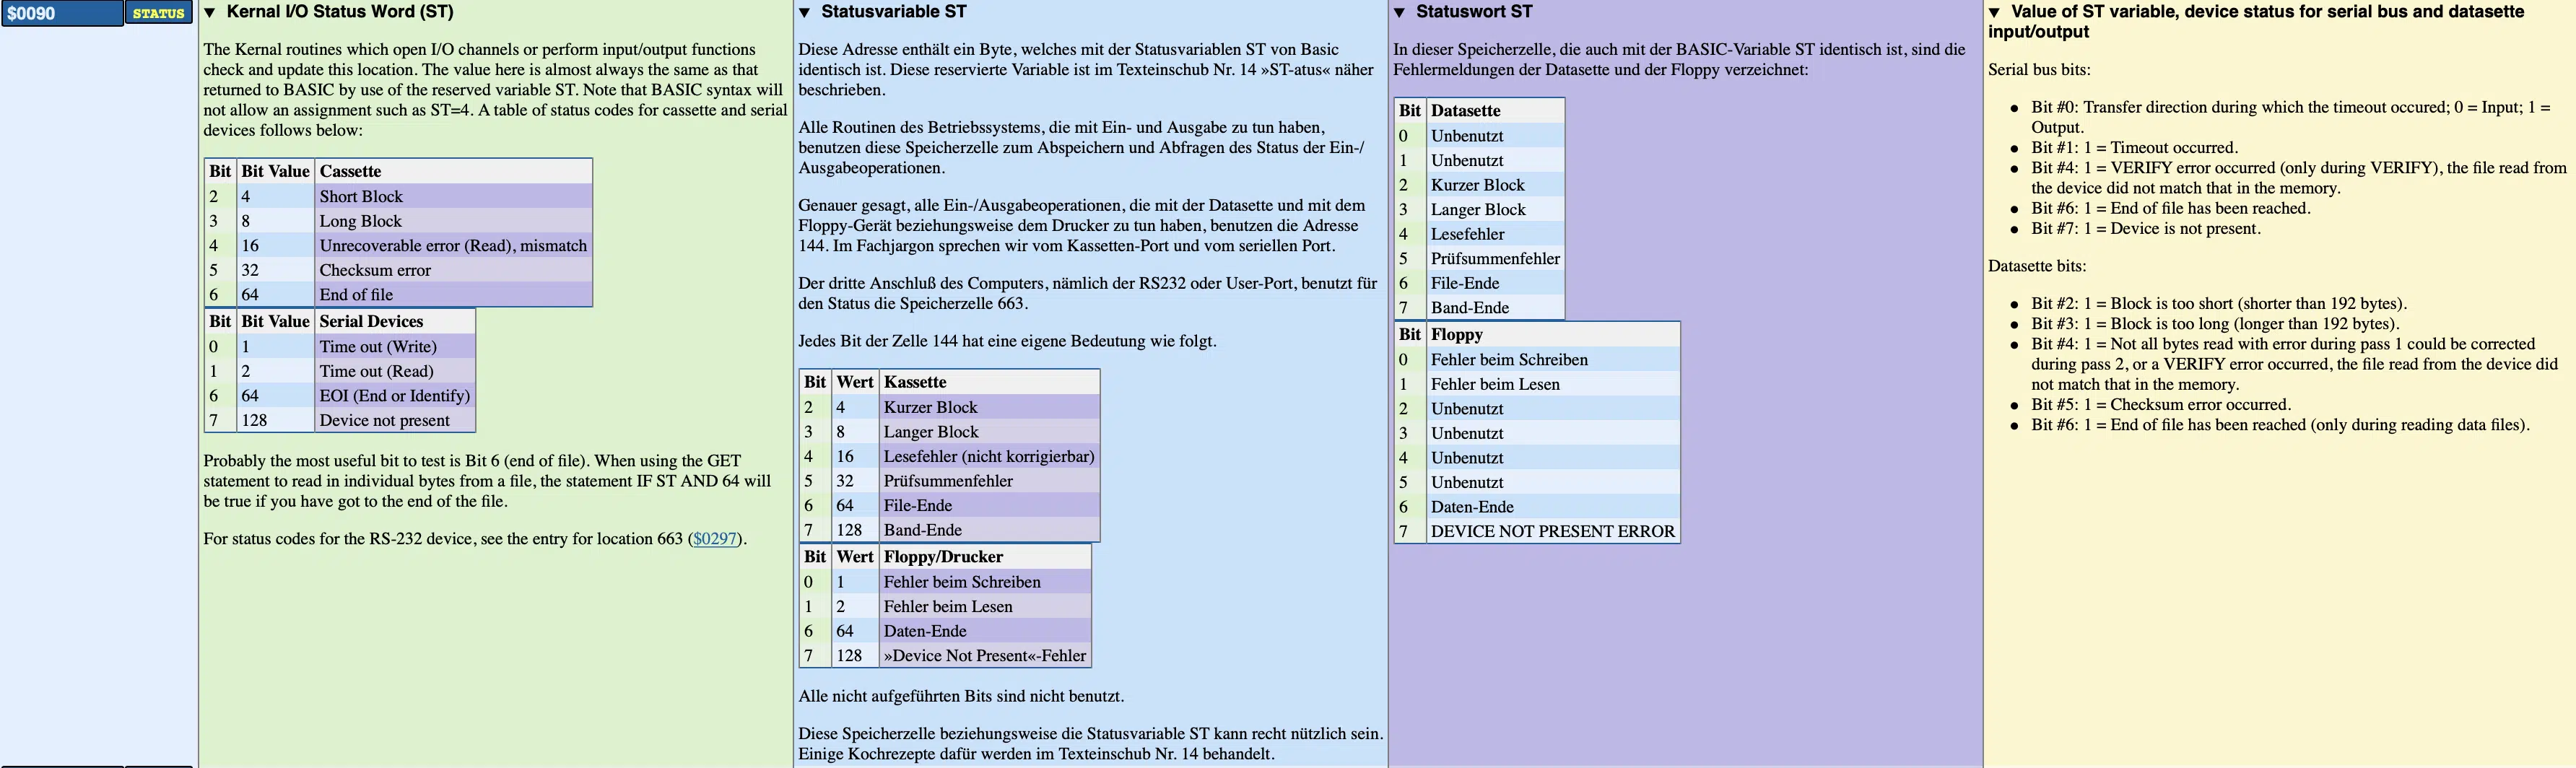 $0090
STATUS
▼ Kernal I/O Status Word (ST)
The Kernal routines which open I/O channels or perform input/output functions
check and update this location. The value here is almost always the same as that
returned to BASIC by use of the reserved variable ST. Note that BASIC syntax will
not allow an assignment such as ST=4. A table of status codes for cassette and serial
devices follows below:
Bit Bit Value Cassette
2 4 Short Block
3 8 Long Block
4 16 Unrecoverable error (Read), mismatch
5 32 Checksum error
6 64 End of file
Bit Bit Value Serial Devices
0 1 Time out (Write)
1 2 Time out (Read)
6 64 EOI (End or Identify)
7 128 Device not present
Probably the most useful bit to test is Bit 6 (end of file). When using the GET
statement to read in individual bytes from a file, the statement IF ST AND 64 will
be true if you have got to the end of the file.
For status codes for the RS-232 device, see the entry for location 663 ($0297).
▼ Statusvariable ST
Diese Adresse enthält ein Byte, welches mit der Statusvariablen ST von Basic
identisch ist. Diese reservierte Variable ist im Texteinschub Nr. 14 »ST-atus« näher
beschrieben.
Alle Routinen des Betriebssystems, die mit Ein- und Ausgabe zu tun haben,
benutzen diese Speicherzelle zum Abspeichern und Abfragen des Status der Ein-/
Ausgabeoperationen.
Genauer gesagt, alle Ein-/Ausgabeoperationen, die mit der Datasette und mit dem
Floppy-Gerät beziehungsweise dem Drucker zu tun haben, benutzen die Adresse
144. Im Fachjargon sprechen wir vom Kassetten-Port und vom seriellen Port.
Der dritte Anschluß des Computers, nämlich der RS232 oder User-Port, benutzt für
den Status die Speicherzelle 663.
Jedes Bit der Zelle 144 hat eine eigene Bedeutung wie folgt.
Bit Wert Kassette
2 4 Kurzer Block
3 8 Langer Block
4 16 Lesefehler (nicht korrigierbar)
5 32 Prüfsummenfehler
6 64 File-Ende
7 128 Band-Ende
Bit Wert Floppy/Drucker
0 1 Fehler beim Schreiben
1 2 Fehler beim Lesen
6 64 Daten-Ende
7 128 »Device Not Present«-Fehler
Alle nicht aufgeführten Bits sind nicht benutzt.
Diese Speicherzelle beziehungsweise die Statusvariable ST kann recht nützlich sein.
Einige Kochrezepte dafür werden im Texteinschub Nr. 14 behandelt.
▼ Statuswort ST
In dieser Speicherzelle, die auch mit der BASIC-Variable ST identisch ist, sind die
Fehlermeldungen der Datasette und der Floppy verzeichnet:
Bit Datasette
0 Unbenutzt
1 Unbenutzt
2 Kurzer Block
3 Langer Block
4 Lesefehler
5 Prüfsummenfehler
6 File-Ende
7 Band-Ende
Bit Floppy
0 Fehler beim Schreiben
1 Fehler beim Lesen
2 Unbenutzt
3 Unbenutzt
4 Unbenutzt
5 Unbenutzt
6 Daten-Ende
7 DEVICE NOT PRESENT ERROR
▼ Value of ST variable, device status for serial bus and datasette
input/output
Serial bus bits:
● Bit #0: Transfer direction during which the timeout occured; 0 = Input; 1 =
Output.
● Bit #1: 1 = Timeout occurred.
● Bit #4: 1 = VERIFY error occurred (only during VERIFY), the file read from
the device did not match that in the memory.
● Bit #6: 1 = End of file has been reached.
● Bit #7: 1 = Device is not present.
Datasette bits:
● Bit #2: 1 = Block is too short (shorter than 192 bytes).
● Bit #3: 1 = Block is too long (longer than 192 bytes).
● Bit #4: 1 = Not all bytes read with error during pass 1 could be corrected
during pass 2, or a VERIFY error occurred, the file read from the device did
not match that in the memory.
● Bit #5: 1 = Checksum error occurred.
● Bit #6: 1 = End of file has been reached (only during reading data files).